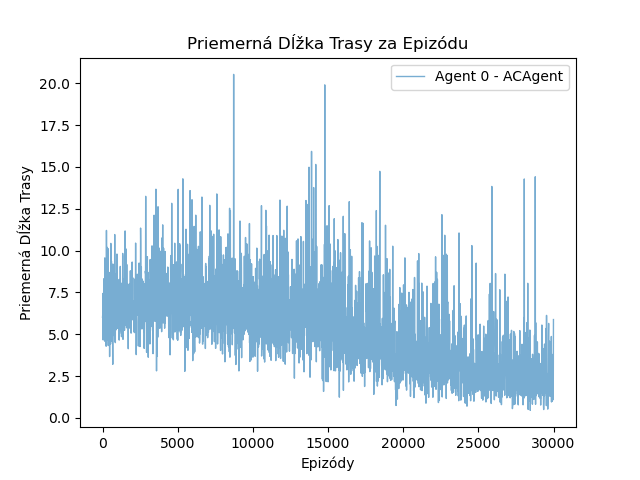 Priemerná Dĺžka Trasy za Epizódu
Agent 0 - ACAgent
20.0
17.5
15.0
12.5
10.0
7.5
5.0
2.5
0.0
Priemerná Dĺžka Trasy
0 5000 10000 15000 20000 25000 30000
Epizódy